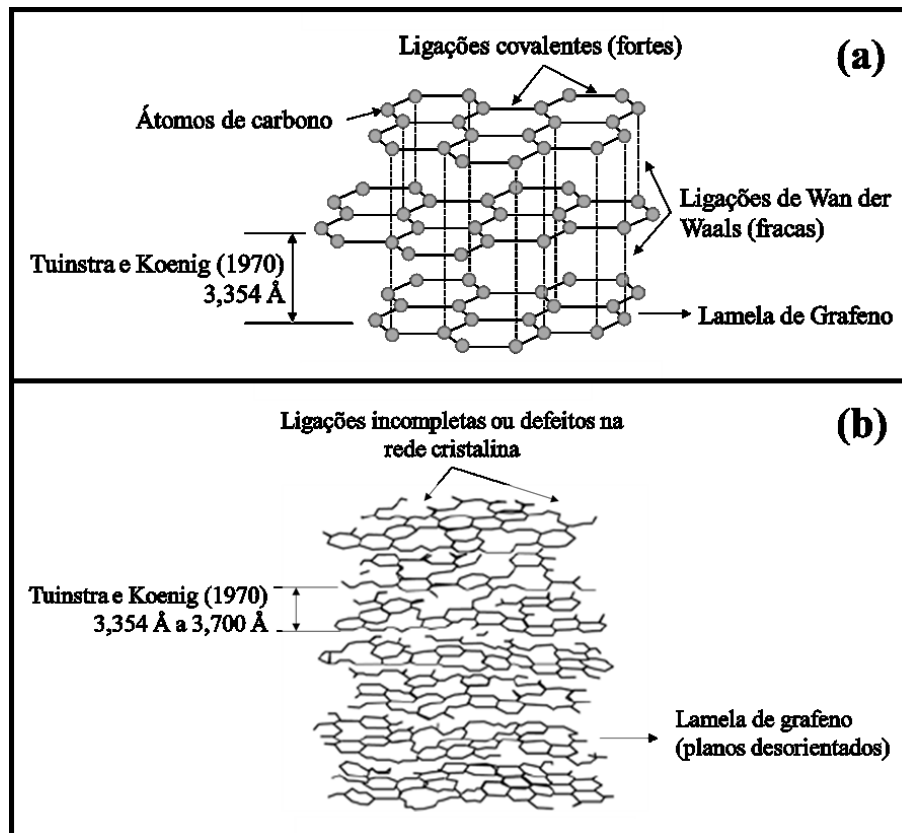 Ligações covalentes (fortes)
(a)
Átomos de carbono
Ligações de Wan der
Waals (fracas)
Tuinstra e Koenig (1970)
3,354 Å
Lamela de Grafeno
(b)
Ligações incompletas ou defeitos na
rede cristalina
Tuinstra e Koenig (1970)
3,354 Å a 3,700 Å
Lamela de grafeno
(planos desorientados)